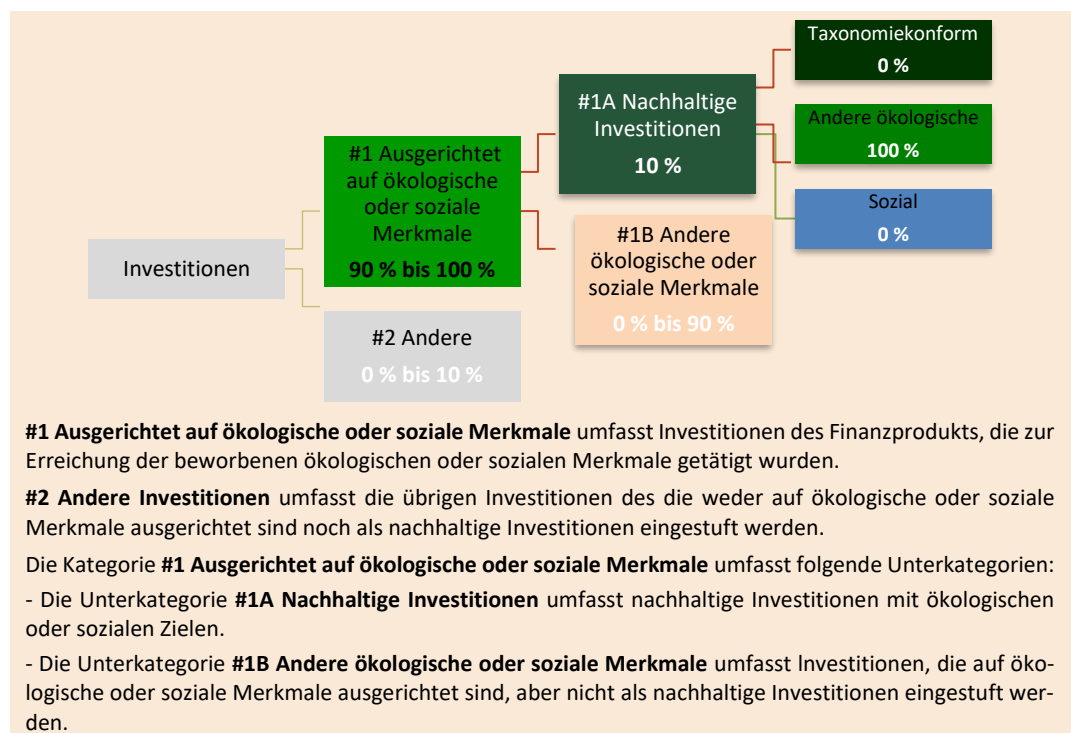 Taxonomiekonform
0 %
#1A Nachhaltige
Investitionen
10 %
Andere ökologische
100 %
#1 Ausgerichtet
auf ökologische
oder soziale
Merkmale
90 % bis 100 %
Sozial
0 %
#1B Andere
ökologische oder
soziale Merkmale
0 % bis 90 %
Investitionen
#2 Andere
0 % bis 10 %
#1 Ausgerichtet auf ökologische oder soziale Merkmale umfasst Investitionen des Finanzprodukts, die zur
Erreichung der beworbenen ökologischen oder sozialen Merkmale getätigt wurden.
#2 Andere Investitionen umfasst die übrigen Investitionen des die weder auf ökologische oder soziale
Merkmale ausgerichtet sind noch als nachhaltige Investitionen eingestuft werden.
Die Kategorie #1 Ausgerichtet auf ökologische oder soziale Merkmale umfasst folgende Unterkategorien:
- Die Unterkategorie #1A Nachhaltige Investitionen umfasst nachhaltige Investitionen mit ökologischen
oder sozialen Zielen.
- Die Unterkategorie #1B Andere ökologische oder soziale Merkmale umfasst Investitionen, die auf öko-
logische oder soziale Merkmale ausgerichtet sind, aber nicht als nachhaltige Investitionen eingestuft wer-
den.